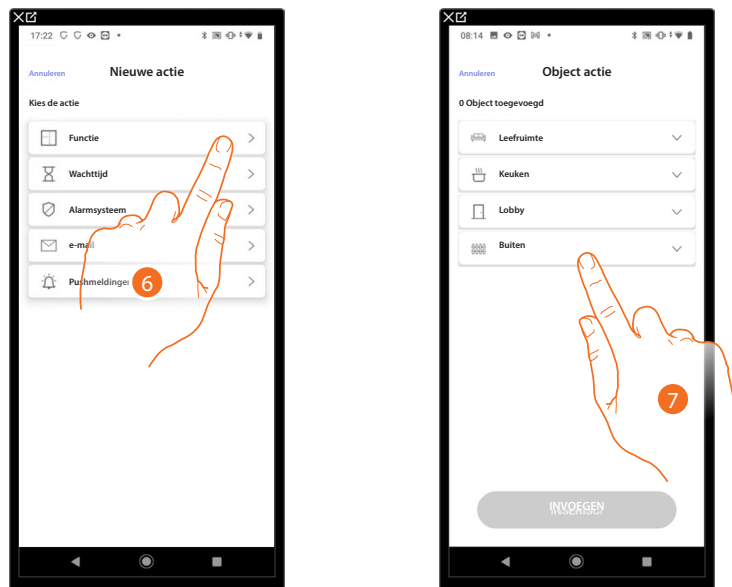 17:22
Annuleren
Nieuwe actie
Kies de actie
Functie
Wachttijd
Alarmsysteem
e-mail
Pushmeldingen
6
08:14
Annuleren
Object actie
0 Object toegevoegd
Leefruimte
Keuken
Lobby
Buiten
7
INVOEGEN